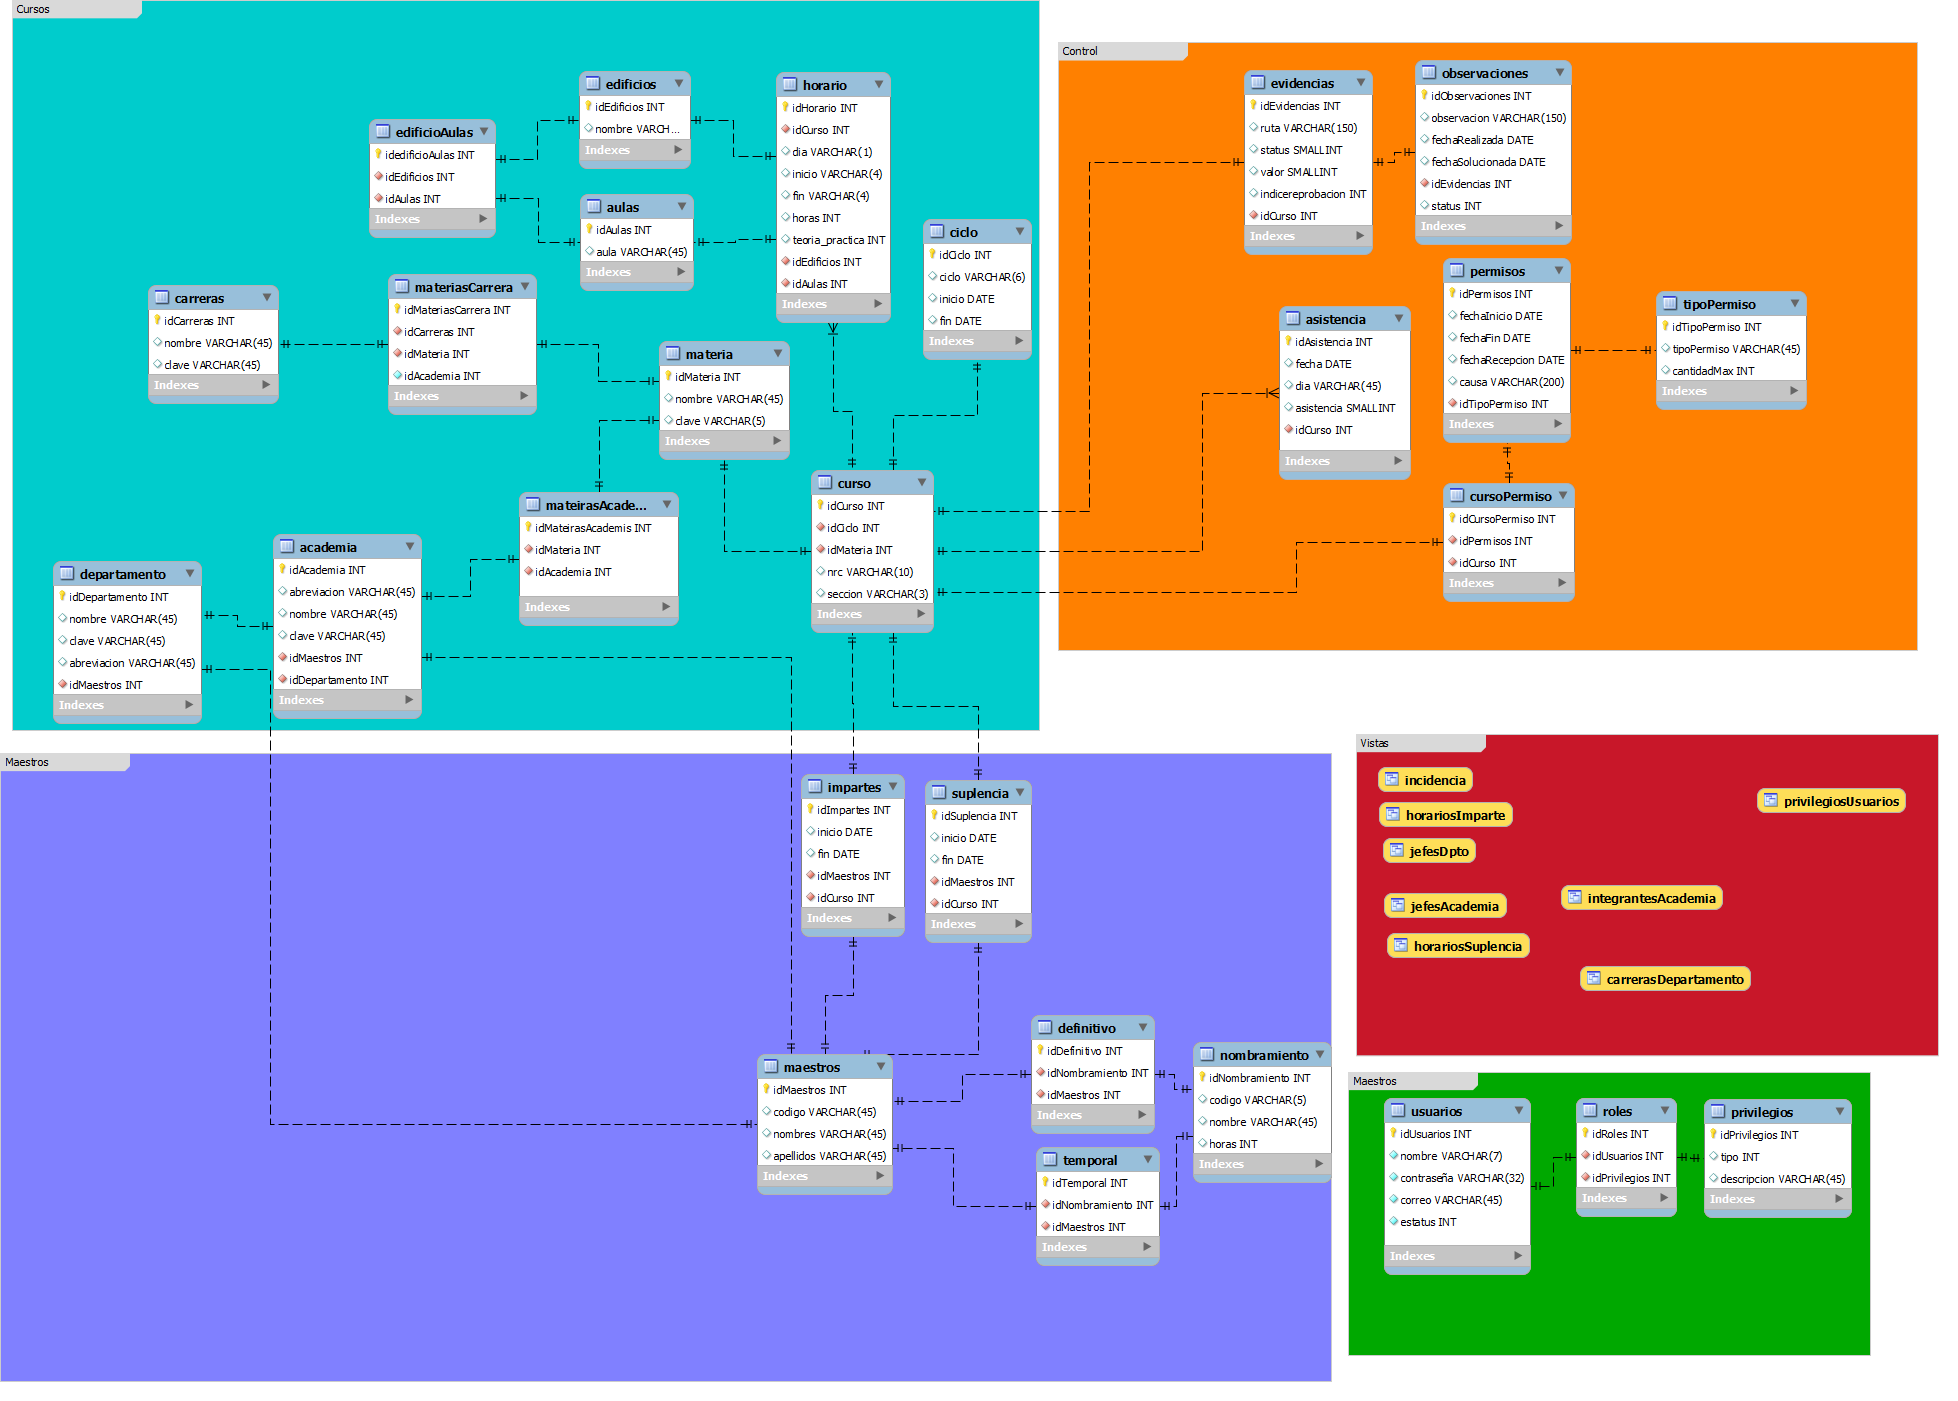 Cursos
edificios
idEdificios INT
nombre VARCH...
Indexes
horario
idHorario INT
idCurso INT
dia VARCHAR(1)
inicio VARCHAR(4)
fin VARCHAR(4)
horas INT
teoria_practica INT
idEdificios INT
idAulas INT
Indexes
edificioAulas
idedificioAulas INT
idEdificios INT
idAulas INT
Indexes
aulas
idAulas INT
aula VARCHAR(45)
Indexes
ciclo
idCiclo INT
ciclo VARCHAR(6)
inicio DATE
fin DATE
Indexes
carreras
idCarreras INT
nombre VARCHAR(45)
clave VARCHAR(45)
Indexes
materiasCarrera
idMateriasCarrera INT
idCarreras INT
idMateria INT
idAcademia INT
Indexes
materia
idMateria INT
nombre VARCHAR(45)
clave VARCHAR(5)
Indexes
curso
idCurso INT
idCiclo INT
idMateria INT
nrc VARCHAR(10)
seccion VARCHAR(3)
Indexes
mateirasAcade...
idMateirasAcademis INT
idMateria INT
idAcademia INT
Indexes
academia
idAcademia INT
abreviacion VARCHAR(45)
nombre VARCHAR(45)
clave VARCHAR(45)
idMaestros INT
idDepartamento INT
Indexes
departamento
idDepartamento INT
nombre VARCHAR(45)
clave VARCHAR(45)
abreviacion VARCHAR(45)
idMaestros INT
Indexes
Control
evidencias
idEvidencias INT
ruta VARCHAR(150)
status SMALLINT
valor SMALLINT
indicereprobacion INT
idCurso INT
Indexes
observaciones
idObservaciones INT
observacion VARCHAR(150)
fechaRealizada DATE
fechaSolucionada DATE
idEvidencias INT
status INT
Indexes
permisos
idPermisos INT
fechaInicio DATE
fechaFin DATE
fechaRecepcion DATE
causa VARCHAR(200)
idTipoPermiso INT
Indexes
tipoPermiso
idTipoPermiso INT
tipoPermiso VARCHAR(45)
cantidadMax INT
Indexes
asistencia
idAsistencia INT
fecha DATE
dia VARCHAR(45)
asistencia SMALLINT
idCurso INT
Indexes
cursoPermiso
idCursoPermiso INT
idPermisos INT
idCurso INT
Indexes
Maestros
impartes
idImpartes INT
inicio DATE
fin DATE
idMaestros INT
idCurso INT
Indexes
suplencia
idSuplencia INT
inicio DATE
fin DATE
idMaestros INT
idCurso INT
Indexes
maestros
idMaestros INT
codigo VARCHAR(45)
nombres VARCHAR(45)
apellidos VARCHAR(45)
Indexes
definitivo
idDefinitivo INT
idNombramiento INT
idMaestros INT
Indexes
nombramiento
idNombramiento INT
codigo VARCHAR(5)
nombre VARCHAR(45)
horas INT
Indexes
temporal
idTemporal INT
idNombramiento INT
idMaestros INT
Indexes
Vistas
incidencia
privilegiosUsuarios
horariosImparte
jefesDpto
integrantesAcademia
jefesAcademia
horariosSuplencia
carrerasDepartamento
Maestros
usuarios
idUsuarios INT
nombre VARCHAR(7)
contraseña VARCHAR(32)
correo VARCHAR(45)
estatus INT
Indexes
roles
idRoles INT
idUsuarios INT
idPrivilegios INT
Indexes
privilegios
idPrivilegios INT
tipo INT
descripcion VARCHAR(45)
Indexes